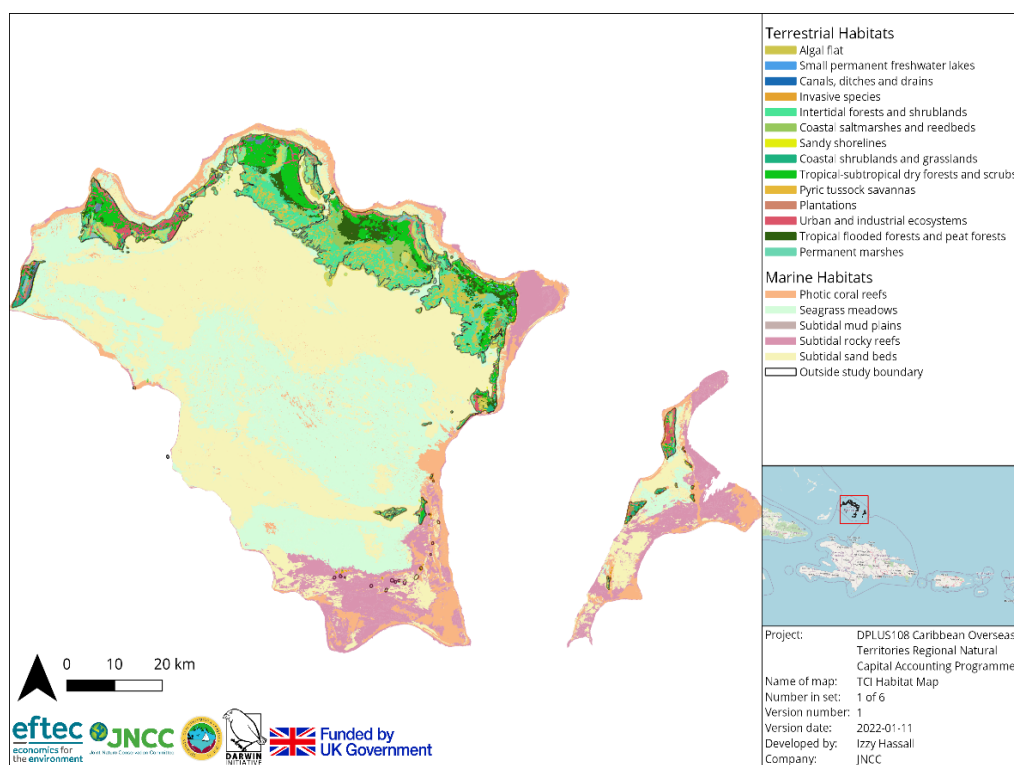 Terrestrial Habitats
Algal flat
Small permanent freshwater lakes
Canals, ditches and drains
Invasive species
Intertidal forests and shrublands
Coastal saltmarshes and reedbeds
Sandy shorelines
Coastal shrublands and grasslands
Tropical-subtropical dry forests and scrubs
Pyric tussock savannas
Plantations
Urban and industrial ecosystems
Tropical flooded forests and peat forests
Permanent marshes
Marine Habitats
Photic coral reefs
Seagrass meadows
Subtidal mud plains
Subtidal rocky reefs
Subtidal sand beds
Outside study boundary
Project: DPLUS108 Caribbean Overseas
Territories Regional Natural
Capital Accounting Programme
Name of map: TCI Habitat Map
Number in set: 1 of 6
Version number: 1
Version date: 2022-01-11
Developed by: Izzy Hassall
Company: JNCC
0 10 20 km
eftec
economics for
the environment
JNCC
Joint Nature Conservation Committee
DARWIN
INITIATIVE
Funded by
UK Government